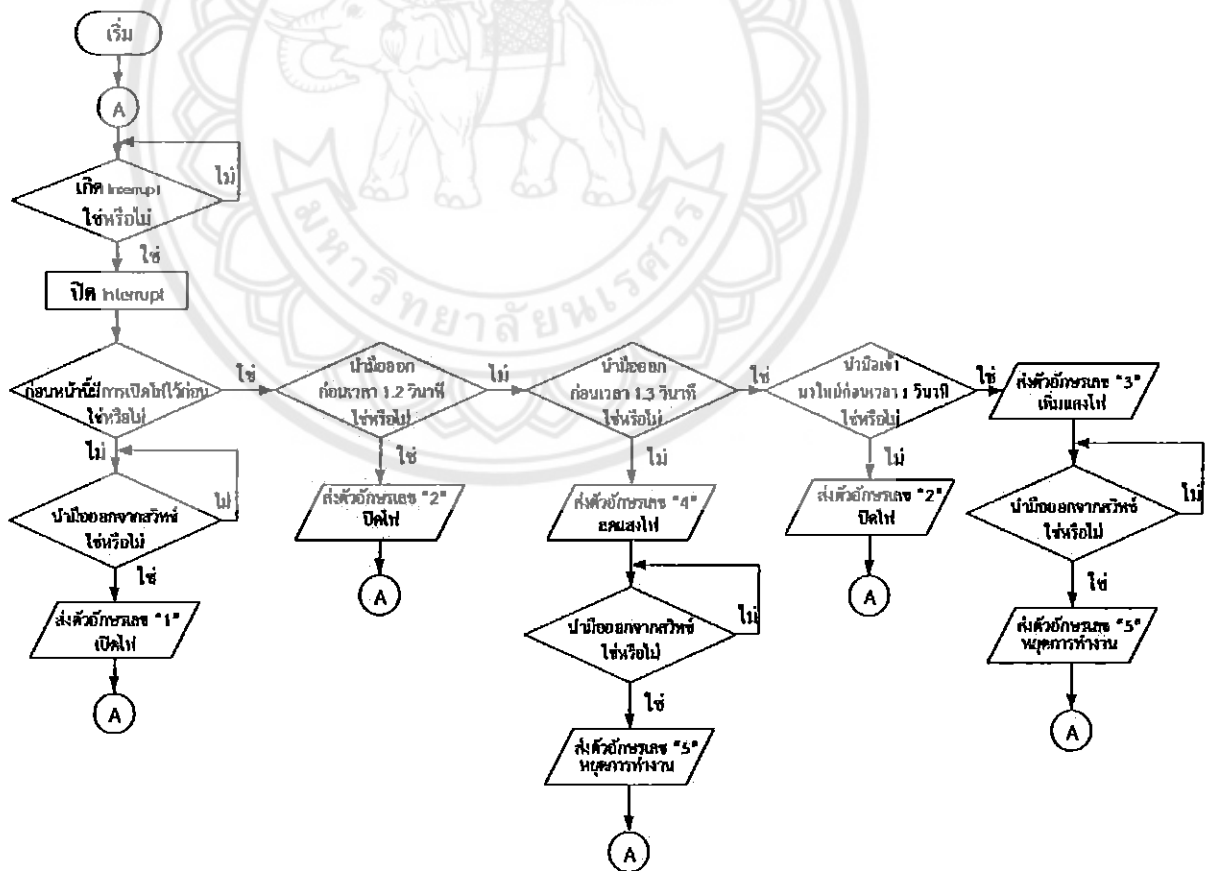 เริ่ม
A
เกิด Interrupt
ใช่หรือไม่
ไม่
ใช่
ปิด Interrupt
ก่อนหน้านี้มีการเปิดไฟไว้ก่อน
ใช่หรือไม่
ใช่
ไม่
นำมือออกจากสวิทซ์
ใช่หรือไม่
ไม่
ใช่
ส่งตัวอักษรเลข "1"
เปิดไฟ
A
นำมือออก
ก่อนเวลา 1.2 วินาที
ใช่หรือไม่
ไม่
ใช่
ส่งตัวอักษรเลข "2"
ปิดไฟ
A
นำมือออก
ก่อนเวลา 1.3 วินาที
ใช่หรือไม่
ใช่
ไม่
ส่งตัวอักษรเลข "4"
ลดแสงไฟ
นำมือออกจากสวิทซ์
ใช่หรือไม่
ไม่
ใช่
ส่งตัวอักษรเลข "5"
หยุดการทำงาน
A
นำมือเข้า
มาใหม่ก่อนเวลา 1 วินาที
ใช่หรือไม่
ใช่
ไม่
ส่งตัวอักษรเลข "2"
ปิดไฟ
A
ส่งตัวอักษรเลข "3"
เพิ่มแสงไฟ
นำมือออกจากสวิทซ์
ใช่หรือไม่
ไม่
ใช่
ส่งตัวอักษรเลข "5"
หยุดการทำงาน
A
มหาวิทยาลัยนเรศวร